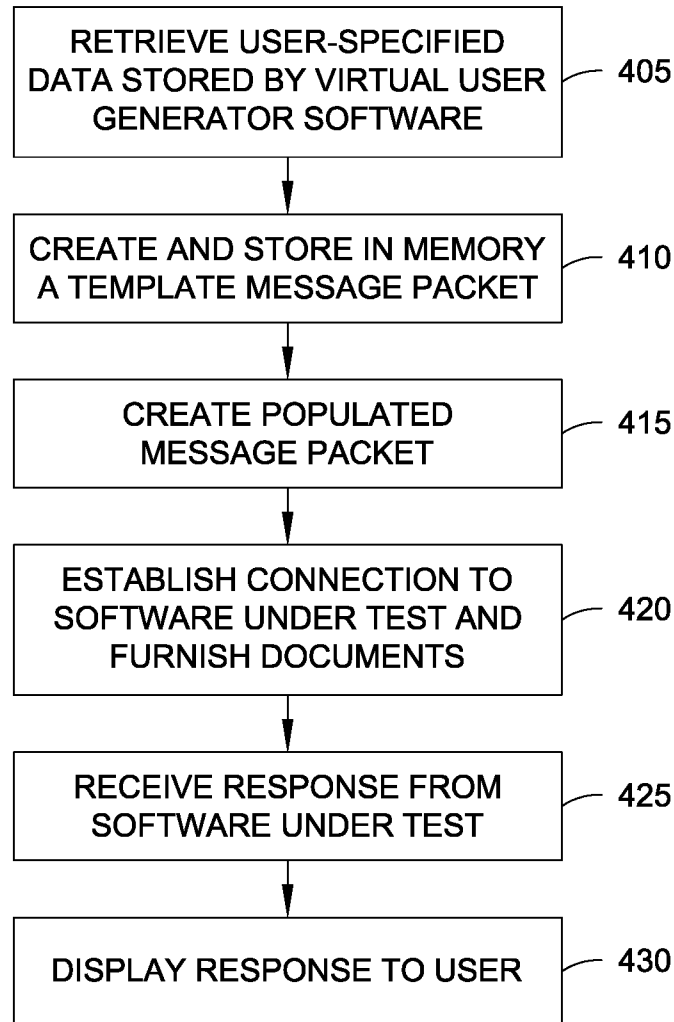 RETRIEVE USER-SPECIFIED
DATA STORED BY VIRTUAL USER
GENERATOR SOFTWARE
405
CREATE AND STORE IN MEMORY
A TEMPLATE MESSAGE PACKET
410
CREATE POPULATED
MESSAGE PACKET
415
ESTABLISH CONNECTION TO
SOFTWARE UNDER TEST AND
FURNISH DOCUMENTS
420
RECEIVE RESPONSE FROM
SOFTWARE UNDER TEST
425
DISPLAY RESPONSE TO USER
430